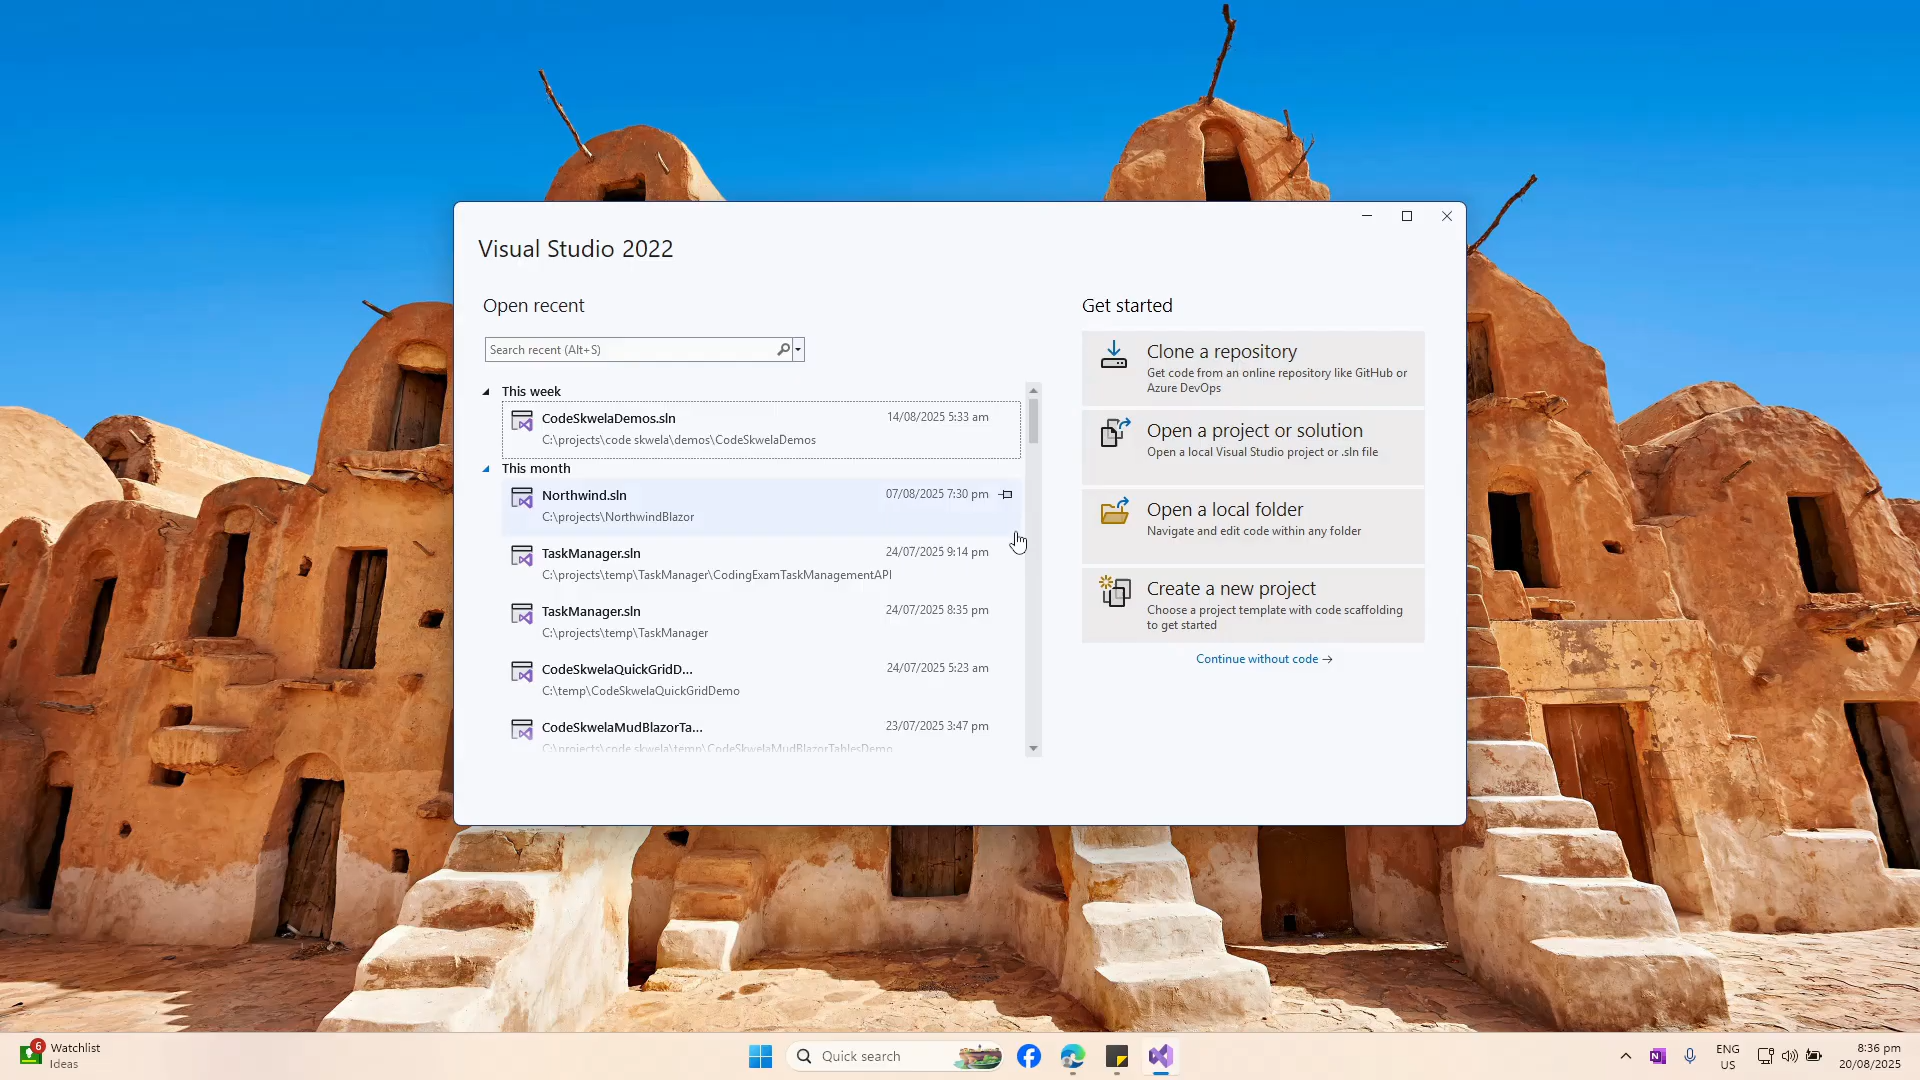 Visual Studio 2022
Open recent
Search recent (Alt+S)
This week
CodeSkwelaDemos.sln 14/08/2025 5:33 am
C:\projects\code skwela\demos\CodeSkwelaDemos
This month
Northwind.sln 07/08/2025 7:30 pm
C:\projects\NorthwindBlazor
TaskManager.sln 24/07/2025 9:14 pm
C:\projects\temp\TaskManager\CodingExamTaskManagementAPI
TaskManager.sln 24/07/2025 8:35 pm
C:\projects\temp\TaskManager
CodeSkwelaQuickGridD... 24/07/2025 5:23 am
C:\temp\CodeSkwelaQuickGridDemo
CodeSkwelaMudBlazorTa... 23/07/2025 3:47 pm
C:\projects\code skwela\temp\CodeSkwelaMudBlazorTablesDemo
Get started
Clone a repository
Get code from an online repository like GitHub or
Azure DevOps
Open a project or solution
Open a local Visual Studio project or .sln file
Open a local folder
Navigate and edit code within any folder
Create a new project
Choose a project template with code scaffolding
to get started
Continue without code →
6
Watchlist
Ideas
Quick search
N
ENG
US
8:36 pm
20/08/2025